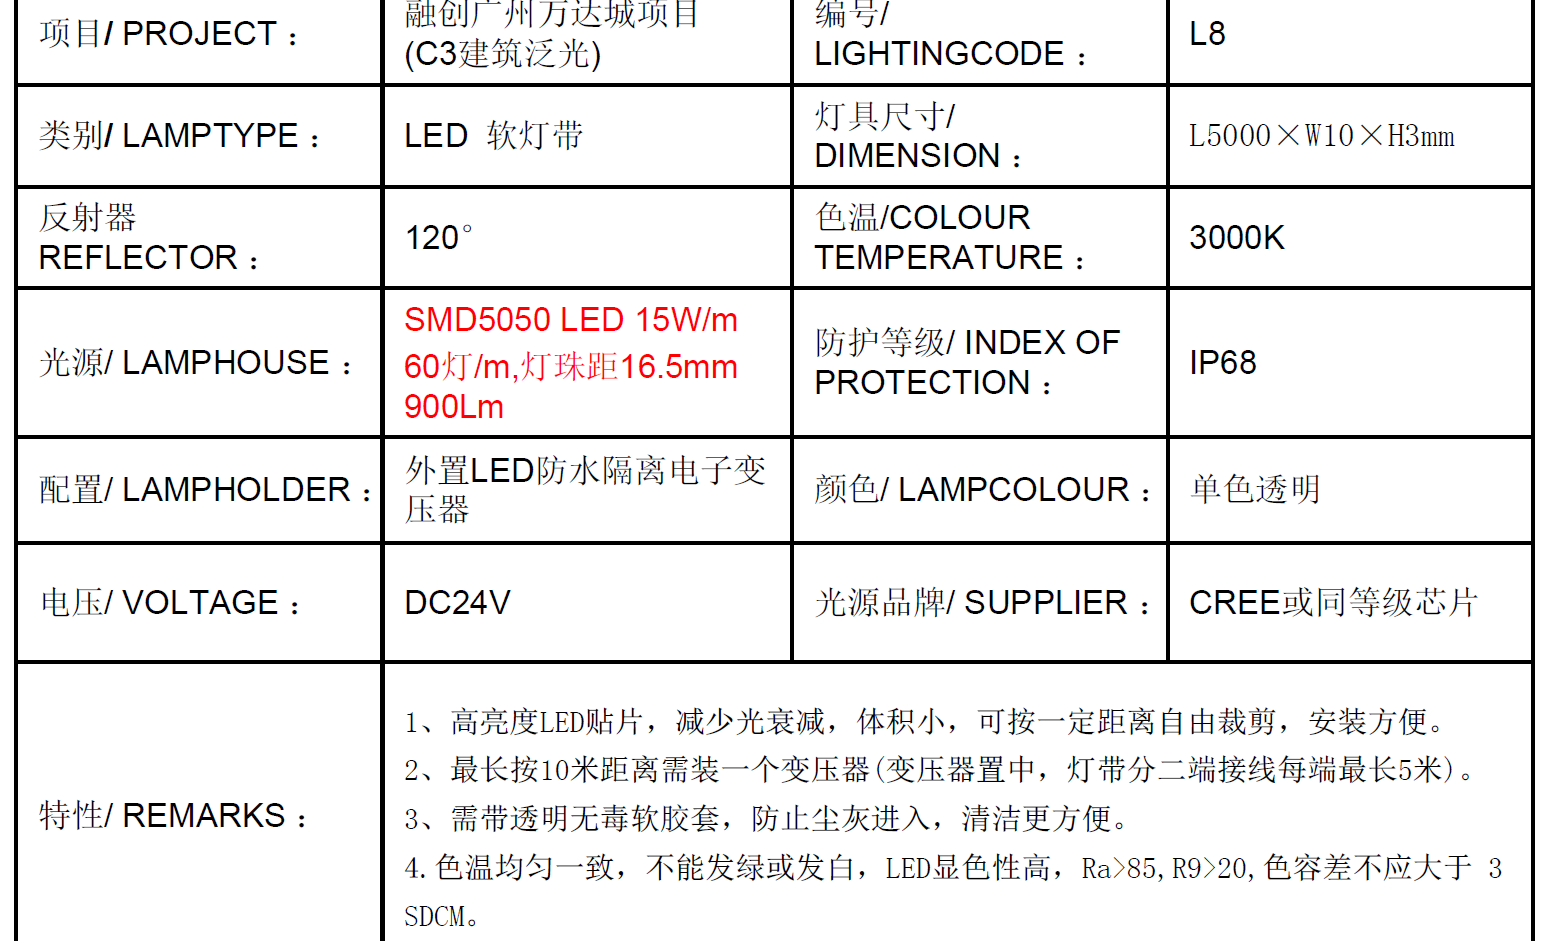 项目/ PROJECT：
融创广州万达城项目
(C3建筑泛光)
编号/
LIGHTINGCODE：
L8
类别/ LAMPTYPE：
LED 软灯带
灯具尺寸/
DIMENSION：
L5000×W10×H3mm
反射器
REFLECTOR：
120°
色温/COLOUR
TEMPERATURE：
3000K
光源/ LAMPHOUSE：
SMD5050 LED 15W/m
60灯/m,灯珠距16.5mm
900Lm
防护等级/ INDEX OF
PROTECTION：
IP68
配置/ LAMPHOLDER：
外置LED防水隔离电子变
压器
颜色/ LAMPCOLOUR：
单色透明
电压/ VOLTAGE：
DC24V
光源品牌/ SUPPLIER：
CREE或同等级芯片
特性/ REMARKS：
1、高亮度LED贴片，减少光衰减，体积小，可按一定距离自由裁剪，安装方便。
2、最长按10米距离需装一个变压器(变压器置中，灯带分二端接线每端最长5米)。
3、需带透明无毒软胶套，防止尘灰进入，清洁更方便。
4.色温均匀一致，不能发绿或发白，LED显色性高，Ra>85,R9>20,色容差不应大于 3
SDCM。